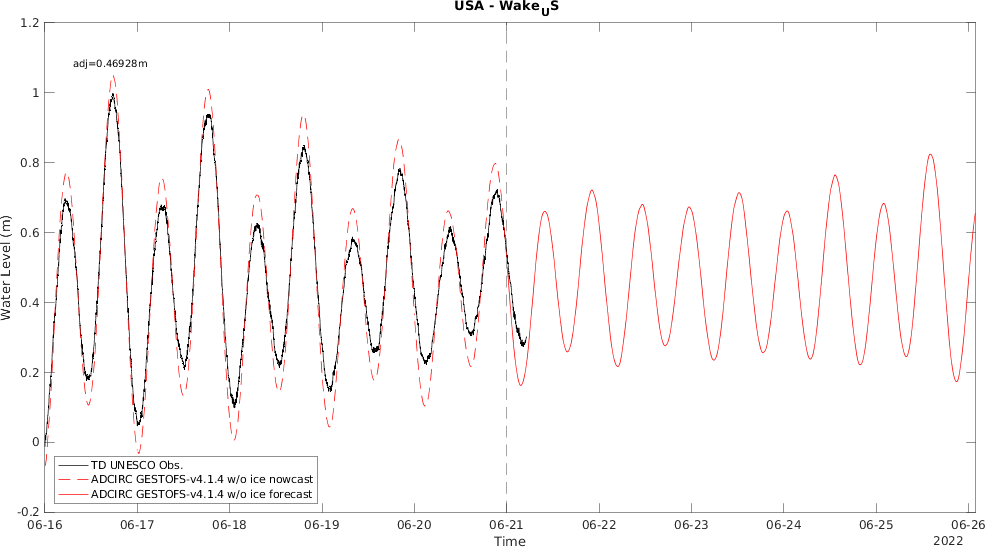 USA - Wake_US
adj=0.46928m
Water Level (m)
1.2
1
0.8
0.6
0.4
0.2
0
-0.2
TD UNESCO Obs.
ADCIRC GESTOFS-v4.1.4 w/o ice nowcast
ADCIRC GESTOFS-v4.1.4 w/o ice forecast
06-16 06-17 06-18 06-19 06-20 06-21 06-22 06-23 06-24 06-25 06-26
Time
2022